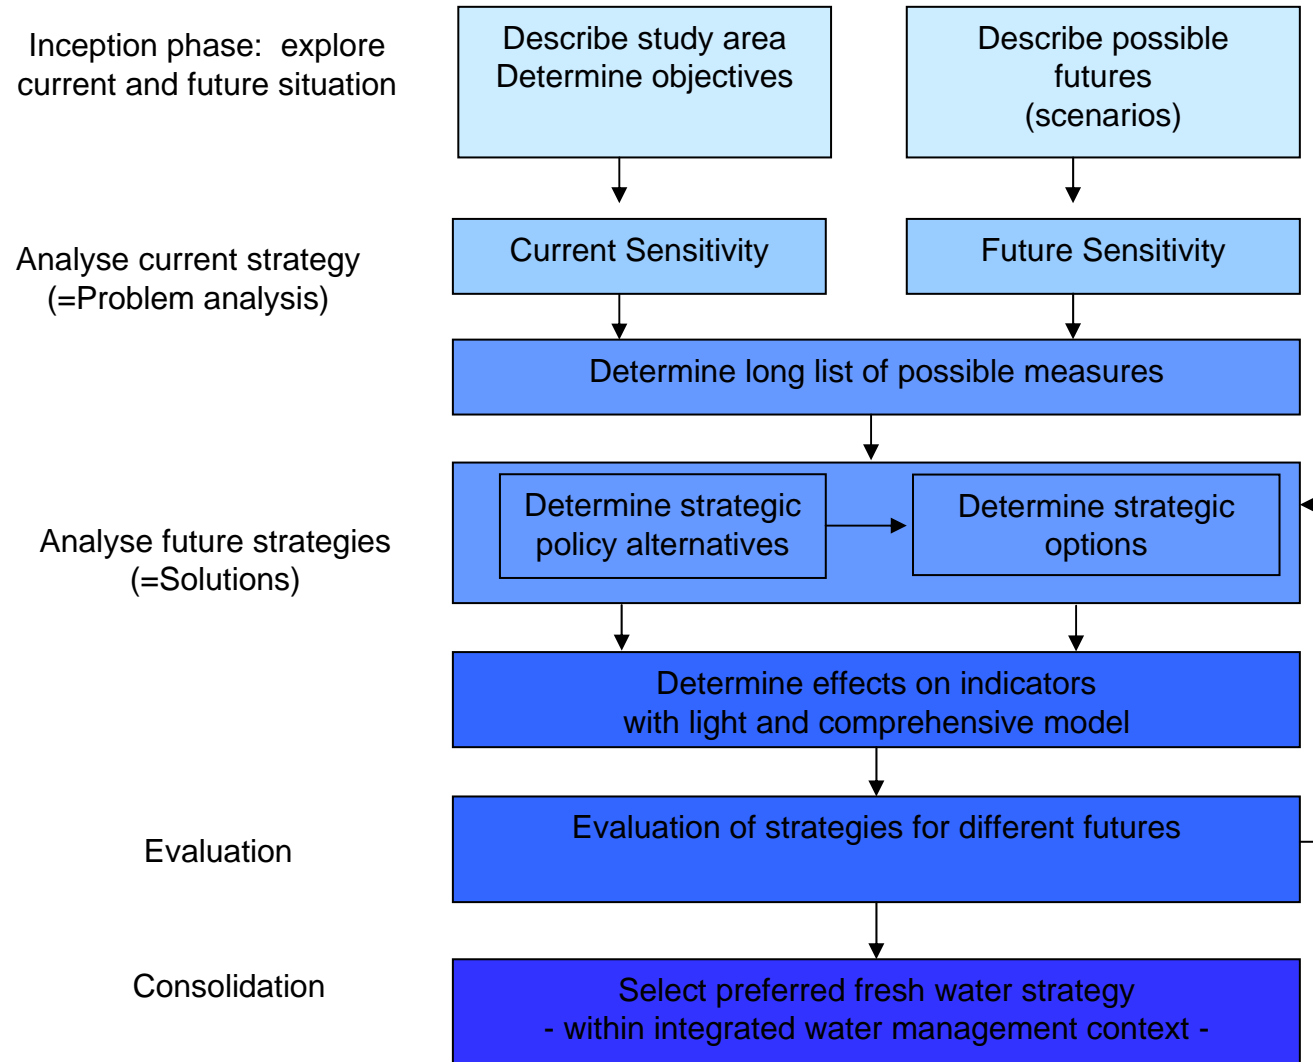 Inception phase: explore
current and future situation
Describe study area
Determine objectives
Describe possible
futures
(scenarios)
Analyse current strategy
(=Problem analysis)
Current Sensitivity
Future Sensitivity
Determine long list of possible measures
Analyse future strategies
(=Solutions)
Determine strategic
policy alternatives
Determine strategic
options
Determine effects on indicators
with light and comprehensive model
Evaluation
Evaluation of strategies for different futures
Consolidation
Select preferred fresh water strategy
- within integrated water management context -